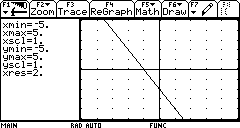 F1 F2 F3 F4 F5 F6 F7
Zoom Trace ReGraph Math Draw
xmin=-5.
xmax=5.
xscl=1.
ymin=-5.
ymax=5.
yscl=1.
xres=2.
MAIN RAD AUTO FUNC